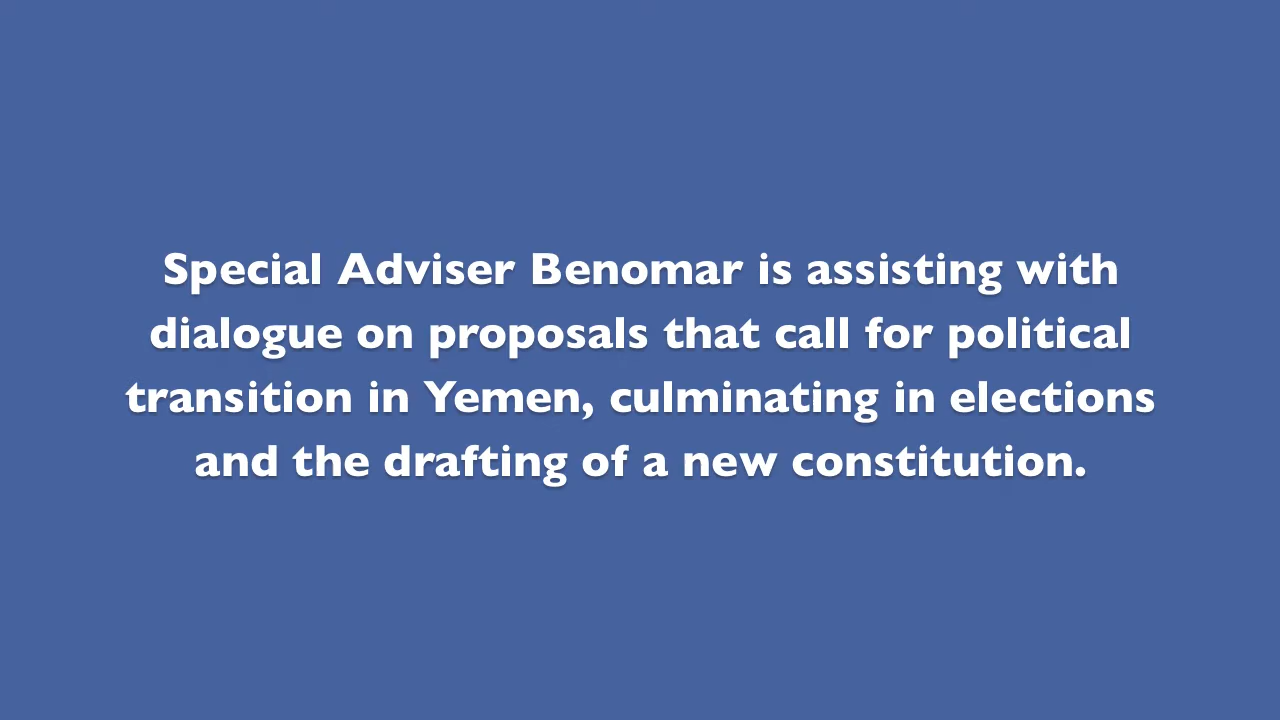 Special Adviser Benomar is assisting with
dialogue on proposals that call for political
transition in Yemen, culminating in elections
and the drafting of a new constitution.